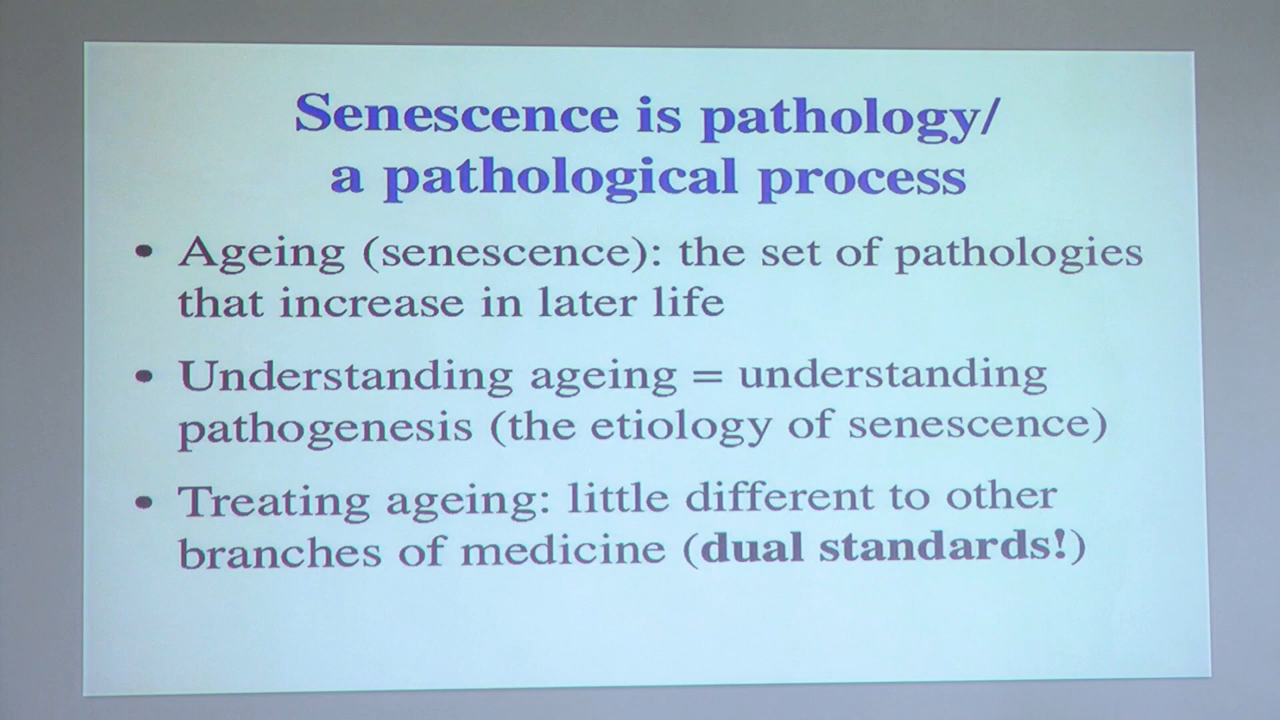 Senescence is pathology/
a pathological process
• Ageing (senescence): the set of pathologies
that increase in later life
• Understanding ageing = understanding
pathogenesis (the etiology of senescence)
• Treating ageing: little different to other
branches of medicine (dual standards!)